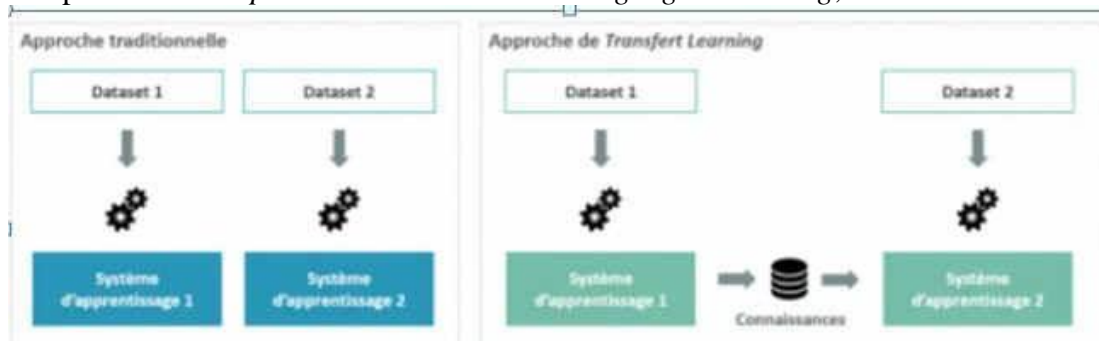 Approche traditionnelle
Dataset 1
Dataset 2
Système
d'apprentissage 1
Système
d'apprentissage 2
Approche de Transfert Learning
Dataset 1
Dataset 2
Système
d'apprentissage 1
Connaissances
Système
d'apprentissage 2